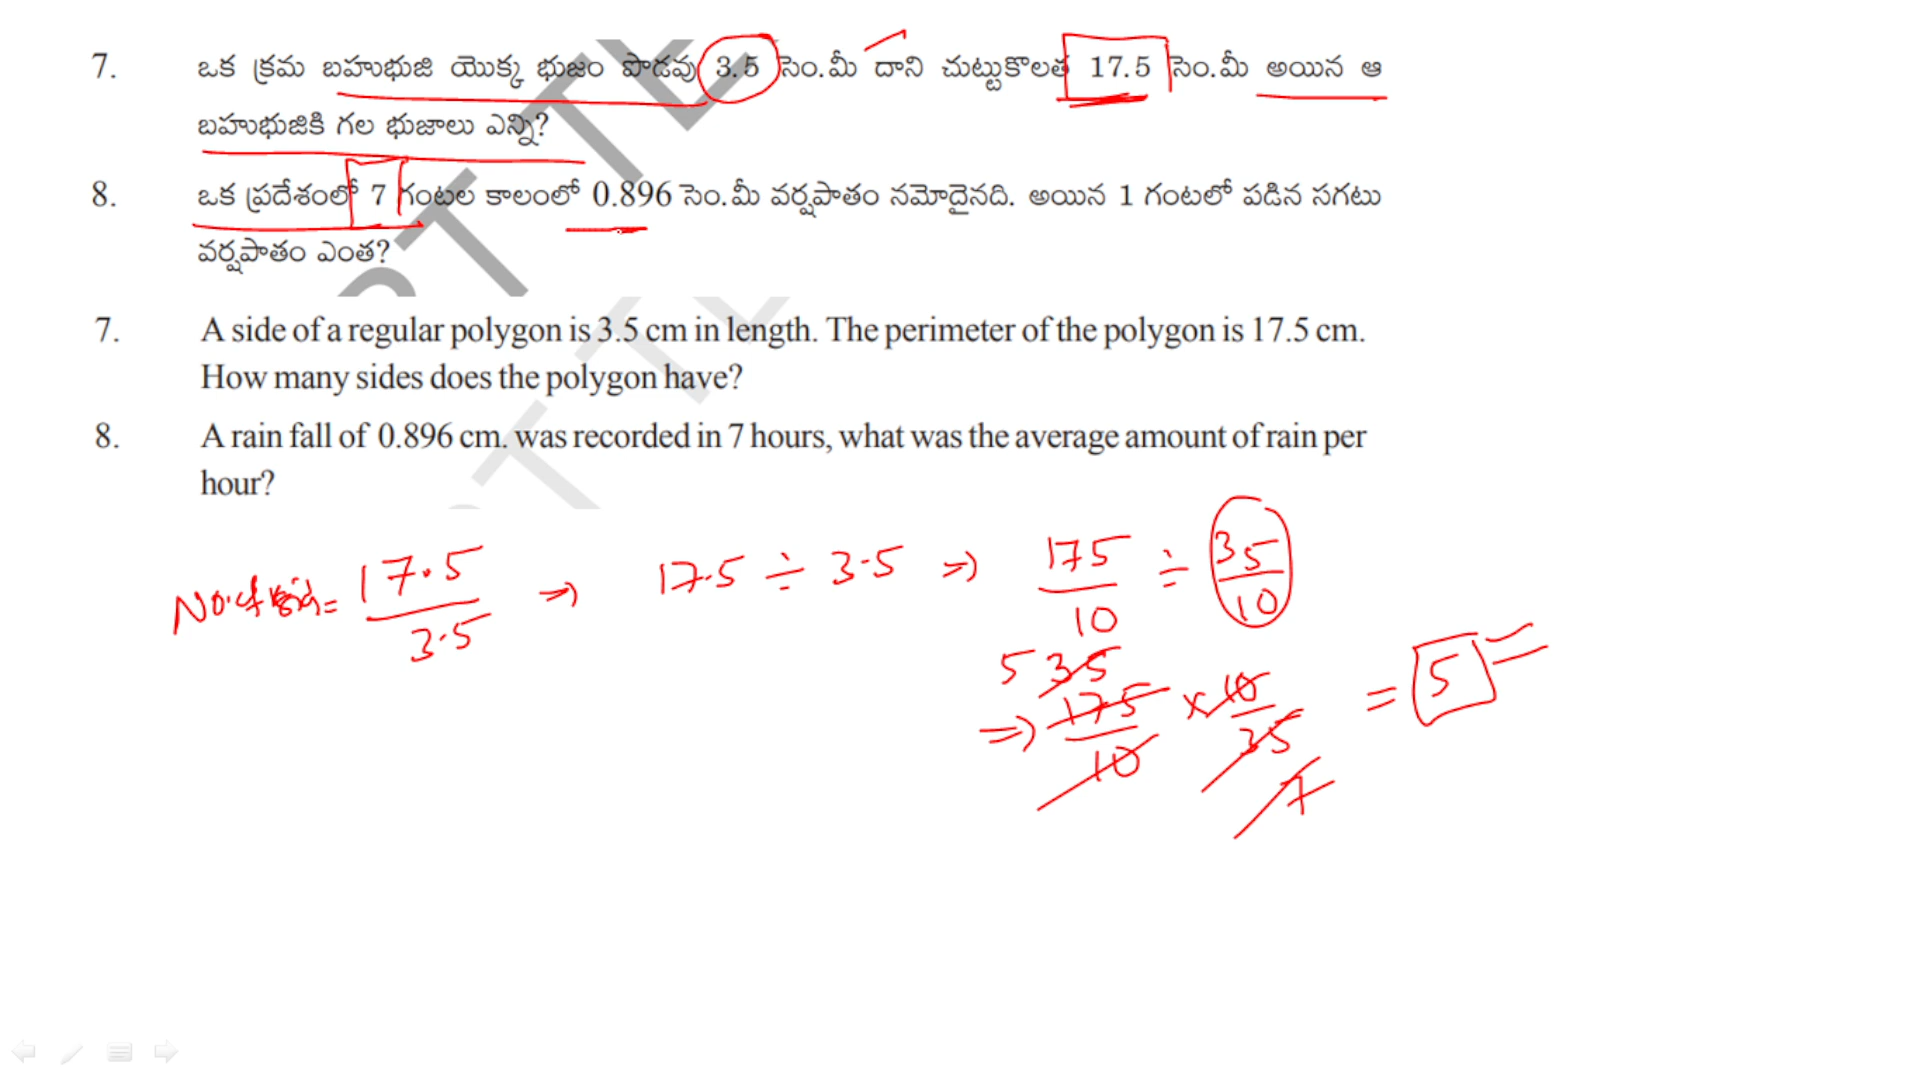 7. ఒక క్రమ బహుభుజి యొక్క భుజం పొడవు 3.5 సెం.మీ దాని చుట్టుకొలత 17.5 సెం.మీ అయిన ఆ
బహుభుజికి గల భుజాలు ఎన్ని?
8. ఒక ప్రదేశంలో 7 గంటల కాలంలో 0.896 సెం.మీ వర్షపాతం నమోదైనది. అయిన 1 గంటలో పడిన సగటు
వర్షపాతం ఎంత?
7. A side of a regular polygon is 3.5 cm in length. The perimeter of the polygon is 17.5 cm.
How many sides does the polygon have?
8. A rain fall of 0.896 cm. was recorded in 7 hours, what was the average amount of rain per
hour?
No. of = 17.5 / 3.5 ⇒ 17.5 ÷ 3.5 ⇒ 175/10 ÷ 35/10
5 35
⇒ 175/10 × 10/35 = 5
7